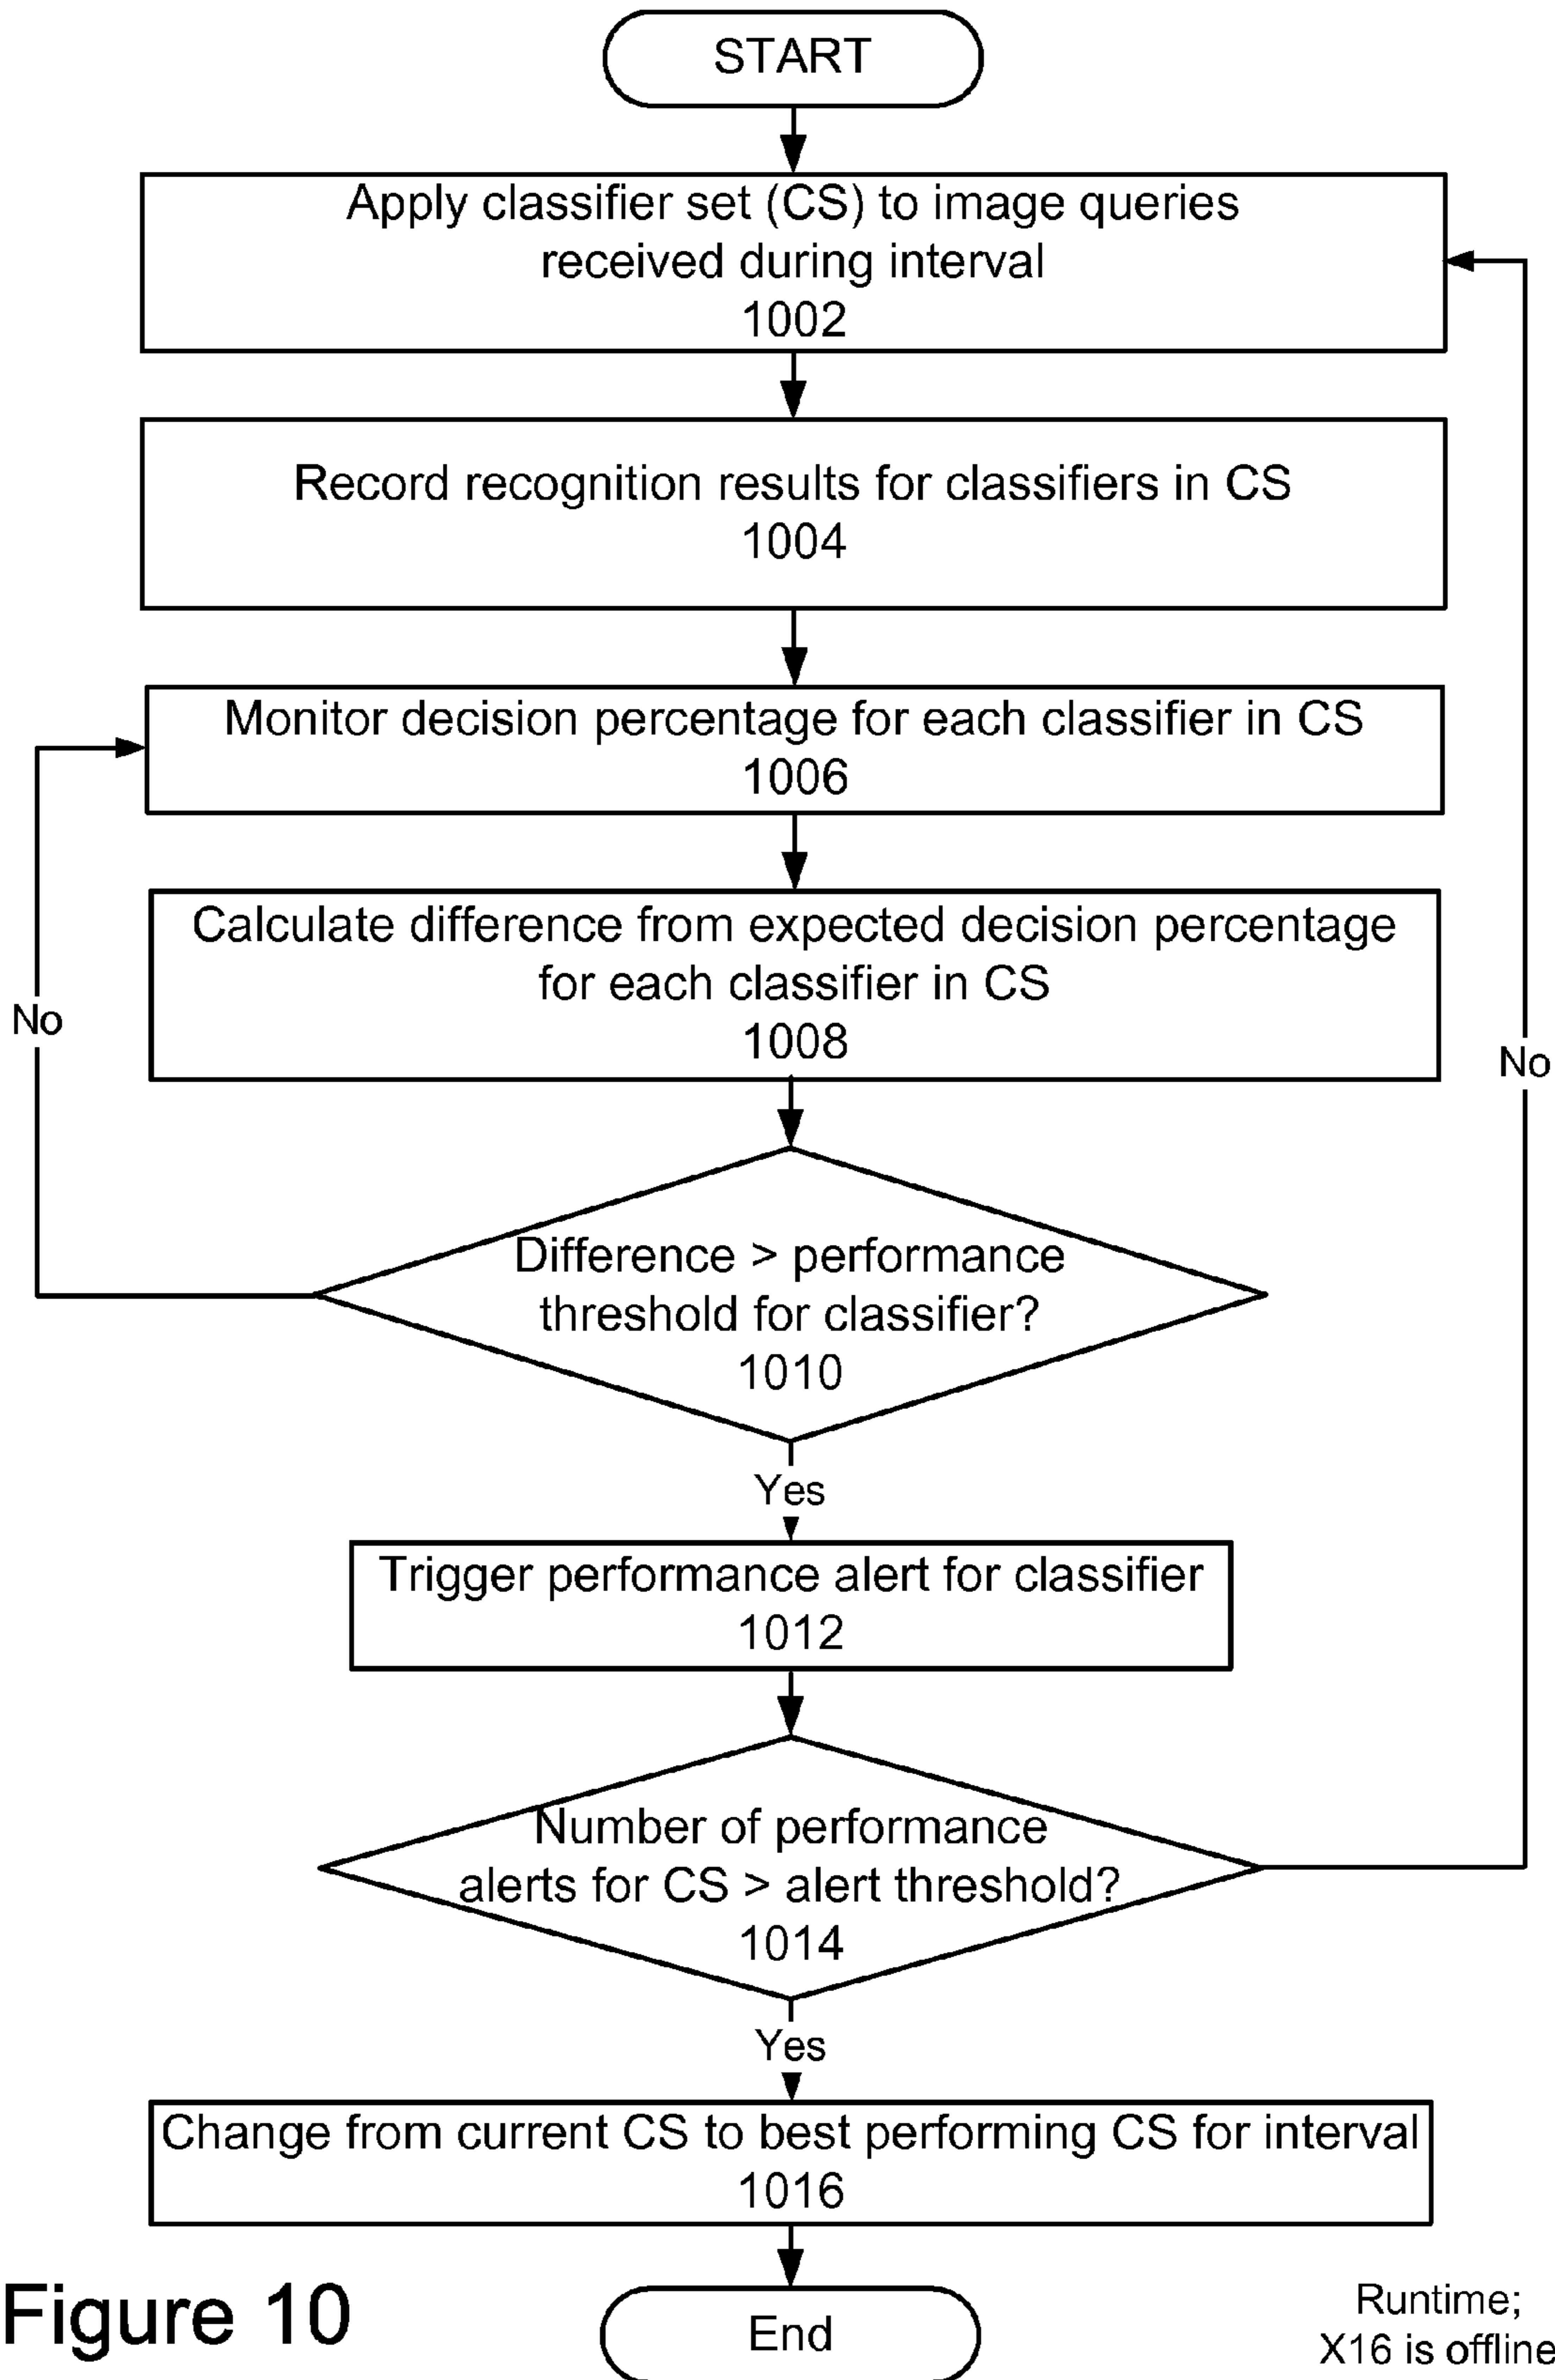 START
Apply classifier set (CS) to image queries
received during interval
1002
Record recognition results for classifiers in CS
1004
Monitor decision percentage for each classifier in CS
1006
Calculate difference from expected decision percentage
for each classifier in CS
1008
No
No
Difference > performance
threshold for classifier?
1010
Yes
Trigger performance alert for classifier
1012
Number of performance
alerts for CS > alert threshold?
1014
Yes
Change from current CS to best performing CS for interval
1016
End
Figure 10
Runtime;
X16 is offline